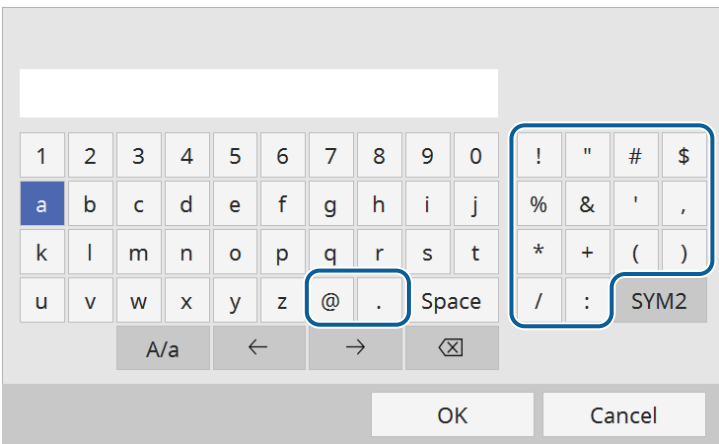 1 2 3 4 5 6 7 8 9 0 ! " # $
a b c d e f g h i j % & ' ,
k l m n o p q r s t * + ( )
u v w x y z @ . Space / : SYM2
A/a ← → ⌫
OK Cancel